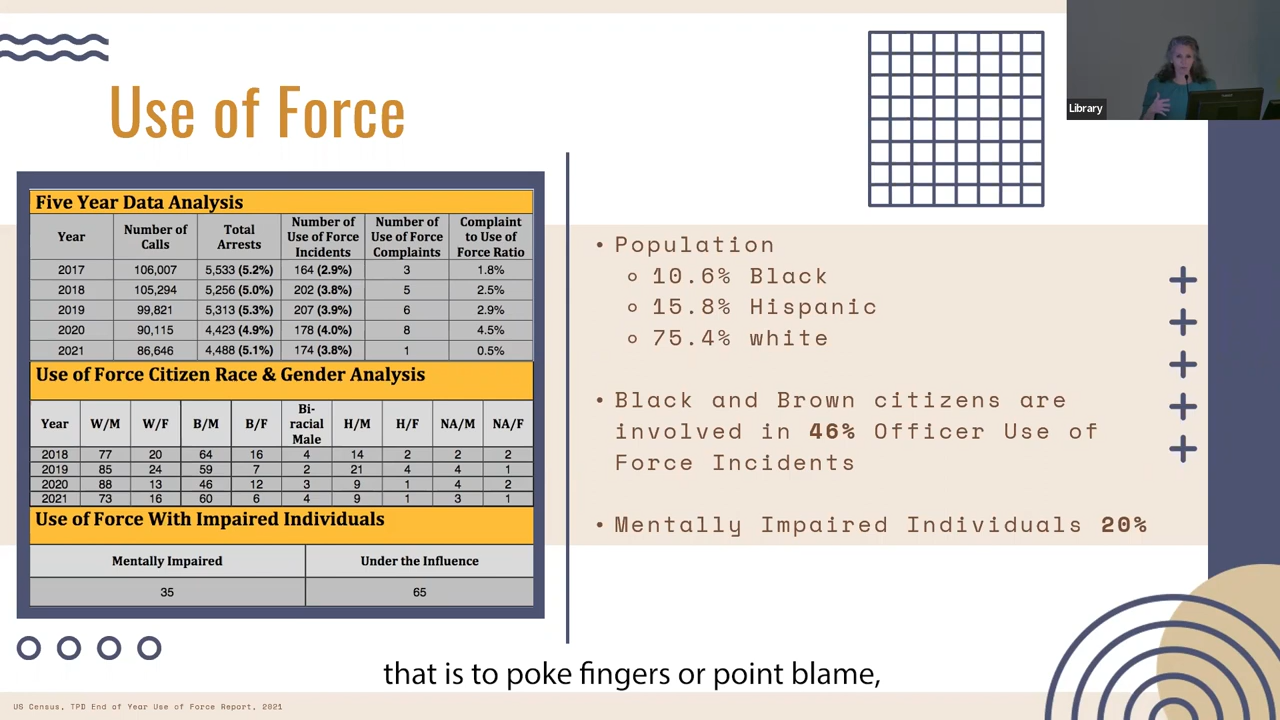 Library
Use of Force
Five Year Data Analysis
Year Number of Calls Total Arrests Number of Use of Force Incidents Number of Use of Force Complaints Complaint to Use of Force Ratio
2017 106,007 5,533 (5.2%) 164 (2.9%) 3 1.8%
2018 105,294 5,256 (5.0%) 202 (3.8%) 5 2.5%
2019 99,821 5,313 (5.3%) 207 (3.9%) 6 2.9%
2020 90,115 4,423 (4.9%) 178 (4.0%) 8 4.5%
2021 86,646 4,488 (5.1%) 174 (3.8%) 1 0.5%
Use of Force Citizen Race & Gender Analysis
Year W/M W/F B/M B/F Bi-racial Male H/M H/F NA/M NA/F
2018 77 20 64 16 4 14 2 2 2
2019 85 24 59 7 2 21 4 4 1
2020 88 13 46 12 3 9 1 4 2
2021 73 16 60 6 4 9 1 3 1
Use of Force With Impaired Individuals
Mentally Impaired Under the Influence
35 65
• Population
10.6% Black
15.8% Hispanic
75.4% white
• Black and Brown citizens are
involved in 46% Officer Use of
Force Incidents
• Mentally Impaired Individuals 20%
that is to poke fingers or point blame,
US Census, TPD End of Year Use of Force Report, 2021